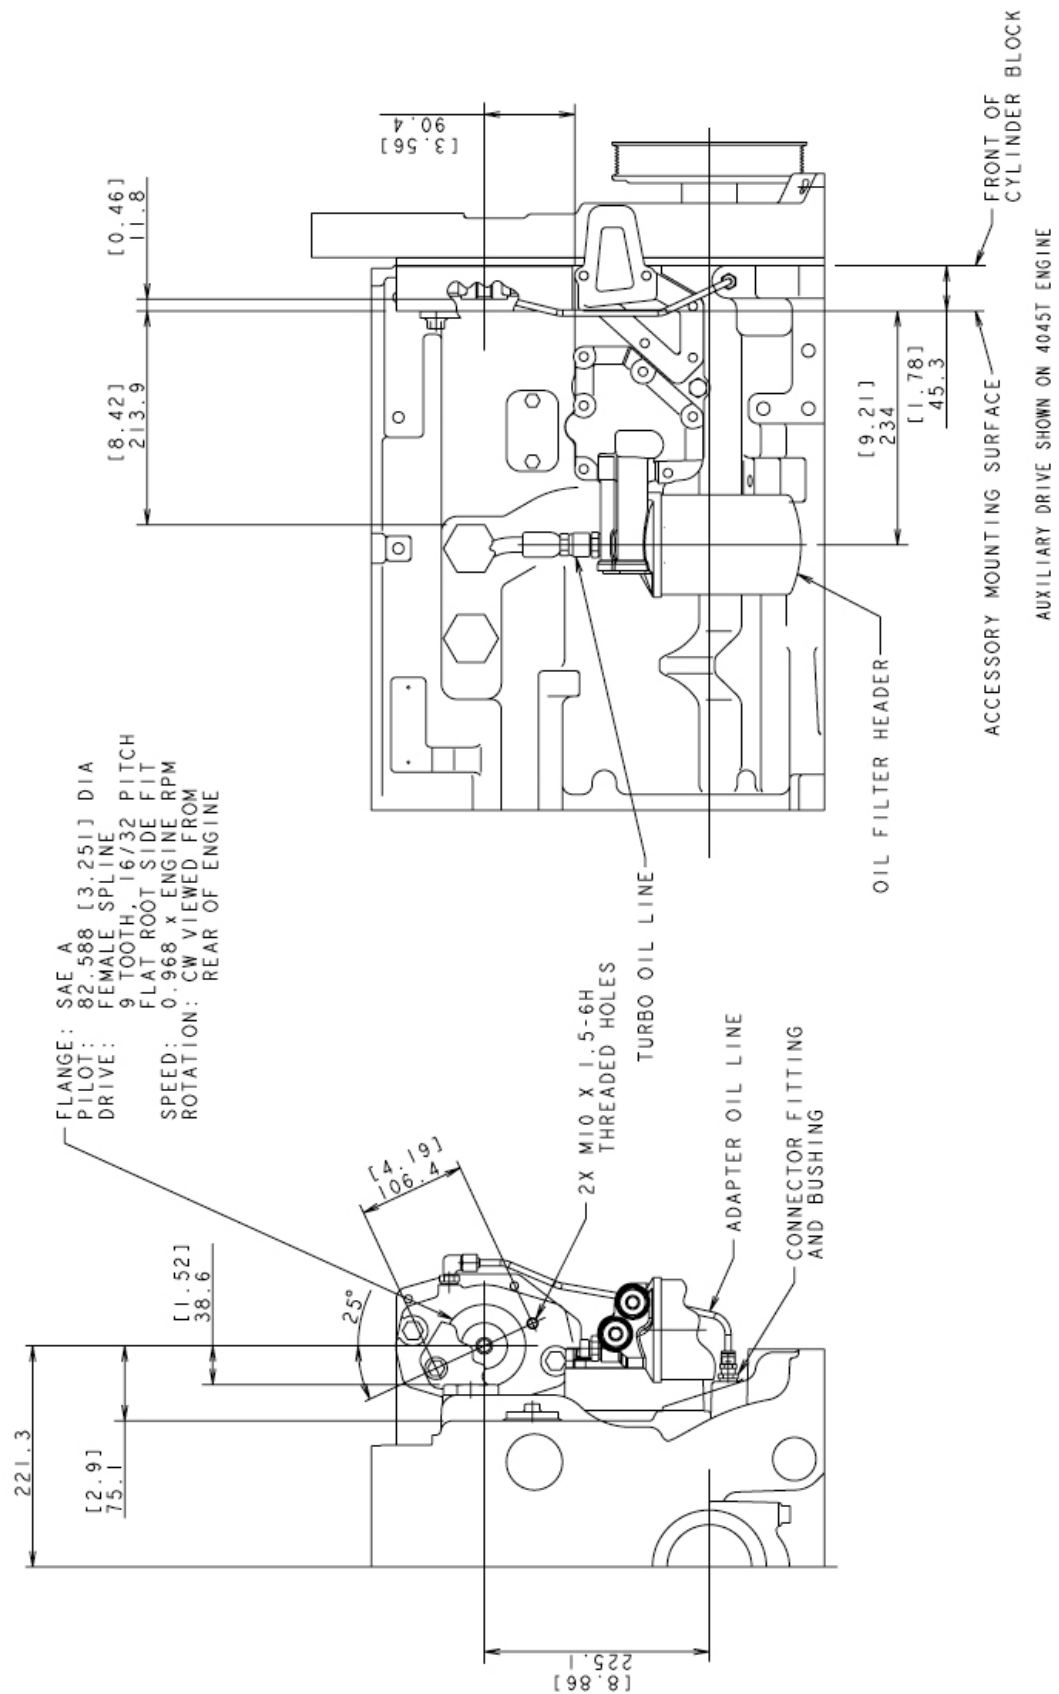 FLANGE: SAE A
PILOT: 82.588 [3.251] DIA
DRIVE: FEMALE SPLINE
9 TOOTH, 16/32 PITCH
FLAT ROOT SIDE FIT
SPEED: 0.968 x ENGINE RPM
ROTATION: CW VIEWED FROM
REAR OF ENGINE
221.3
[2.9]
75.1
[1.52]
38.6
25°
[4.19]
106.4
2X M10 X 1.5-6H
THREADED HOLES
ADAPTER OIL LINE
CONNECTOR FITTING
AND BUSHING
[8.86]
225.1
[8.42]
213.9
[0.46]
11.8
[3.56]
90.4
TURBO OIL LINE
OIL FILTER HEADER
[9.21]
234
[1.78]
45.3
ACCESSORY MOUNTING SURFACE
FRONT OF
CYLINDER BLOCK
AUXILIARY DRIVE SHOWN ON 4045T ENGINE